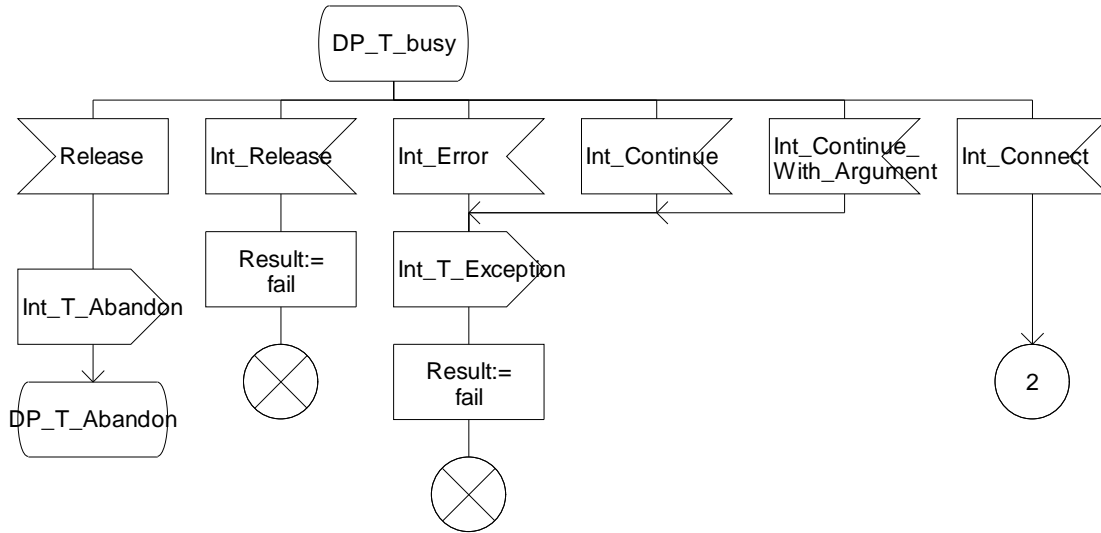 DP_T_busy
Release
Int_Release
Int_Error
Int_Continue
Int_Continue_
With_Argument
Int_Connect
Result:=
fail
Int_T_Exception
Int_T_Abandon
Result:=
fail
2
DP_T_Abandon